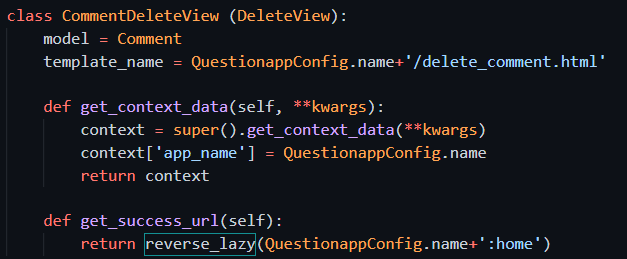 class CommentDeleteView (DeleteView):
    model = Comment
    template_name = QuestionappConfig.name+'/delete_comment.html'

    def get_context_data(self, **kwargs):
        context = super().get_context_data(**kwargs)
        context['app_name'] = QuestionappConfig.name
        return context

    def get_success_url(self):
        return reverse_lazy(QuestionappConfig.name+':home')